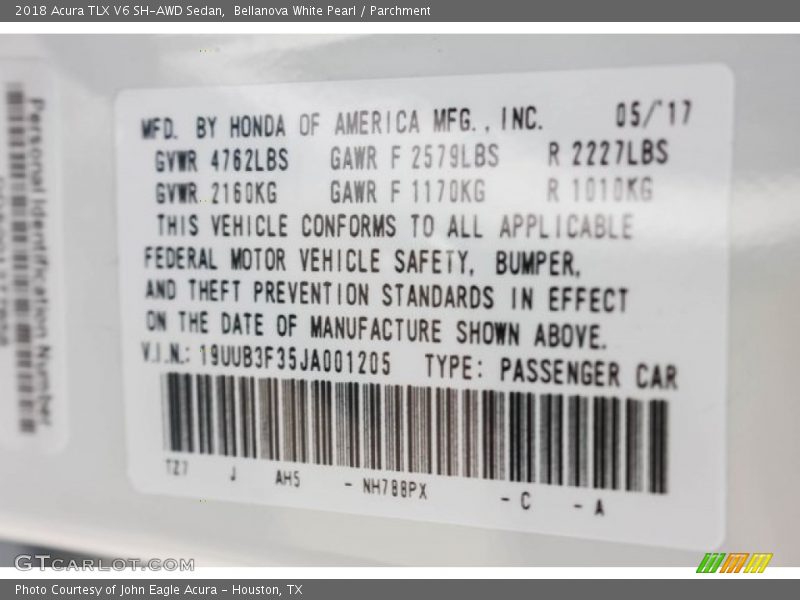 2018 Acura TLX V6 SH-AWD Sedan, Bellanova White Pearl / Parchment
MFD. BY HONDA OF AMERICA MFG., INC. 05/'17
GVWR 4762LBS GAWR F 2579LBS R 2227LBS
GVWR 2160KG GAWR F 1170KG R 1010KG
THIS VEHICLE CONFORMS TO ALL APPLICABLE
FEDERAL MOTOR VEHICLE SAFETY, BUMPER,
AND THEFT PREVENTION STANDARDS IN EFFECT
ON THE DATE OF MANUFACTURE SHOWN ABOVE.
V.I.N.: 19UUB3F35JA001205 TYPE: PASSENGER CAR
TZ7 J AH5 - NH788PX - C - A
Personal Identification Number
GTCARLOT.COM
Photo Courtesy of John Eagle Acura - Houston, TX